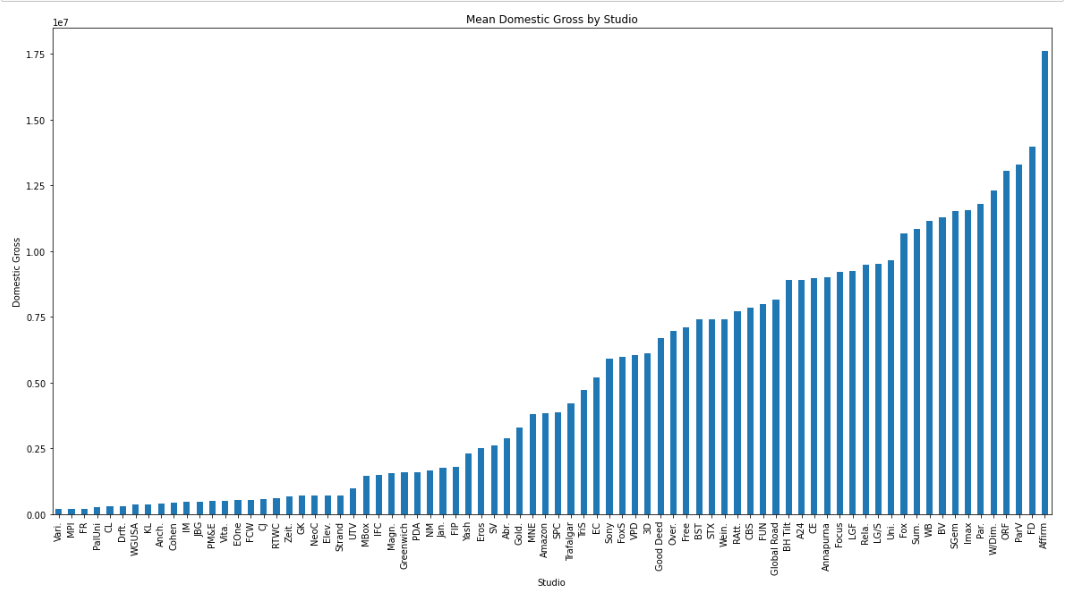 Mean Domestic Gross by Studio
1e7
1.75
1.50
1.25
1.00
0.75
0.50
0.25
0.00
Domestic Gross
Vari.
MPI
FR
PalUni
CL
Drft.
WGUSA
KL
Anch.
Cohen
IM
JBG
PM&E
Vita.
EOne
FCW
CJ
RTWC
Zeit.
GK
NeoC
Elev.
Strand
UTV
MBox
IFC
Magn.
Greenwich
PDA
NM
Jan.
FIP
Yash
Eros
SV
Abr.
Gold.
MNE
Amazon
SPC
Trafalgar
TriS
EC
Sony
FoxS
VPD
3D
Good Deed
Over.
Free
BST
STX
Wein.
RAtt.
CBS
FUN
Global Road
BH Tilt
A24
CE
Annapurna
Focus
LGF
Rela.
LG/S
Uni.
Fox
Sum.
WB
BV
SGem
Imax
Par.
W/Dim.
ORF
ParV
FD
Affirm
Studio